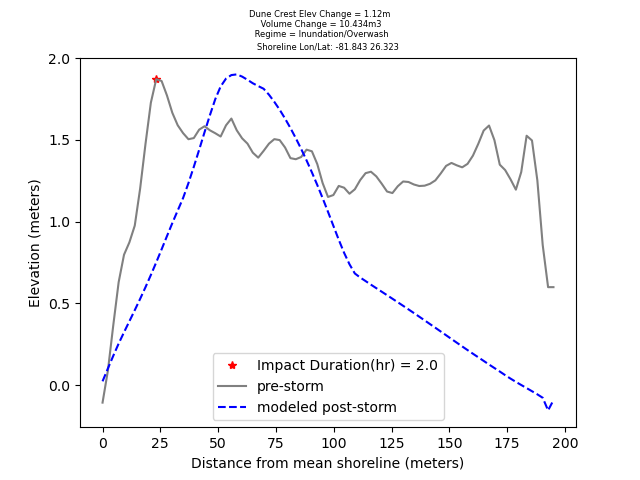 Dune Crest Elev Change = 1.12m
Volume Change = 10.434m3
Regime = Inundation/Overwash
Shoreline Lon/Lat: -81.843 26.323
2.0
1.5
1.0
0.5
0.0
Elevation (meters)
Impact Duration(hr) = 2.0
pre-storm
modeled post-storm
0 25 50 75 100 125 150 175 200
Distance from mean shoreline (meters)